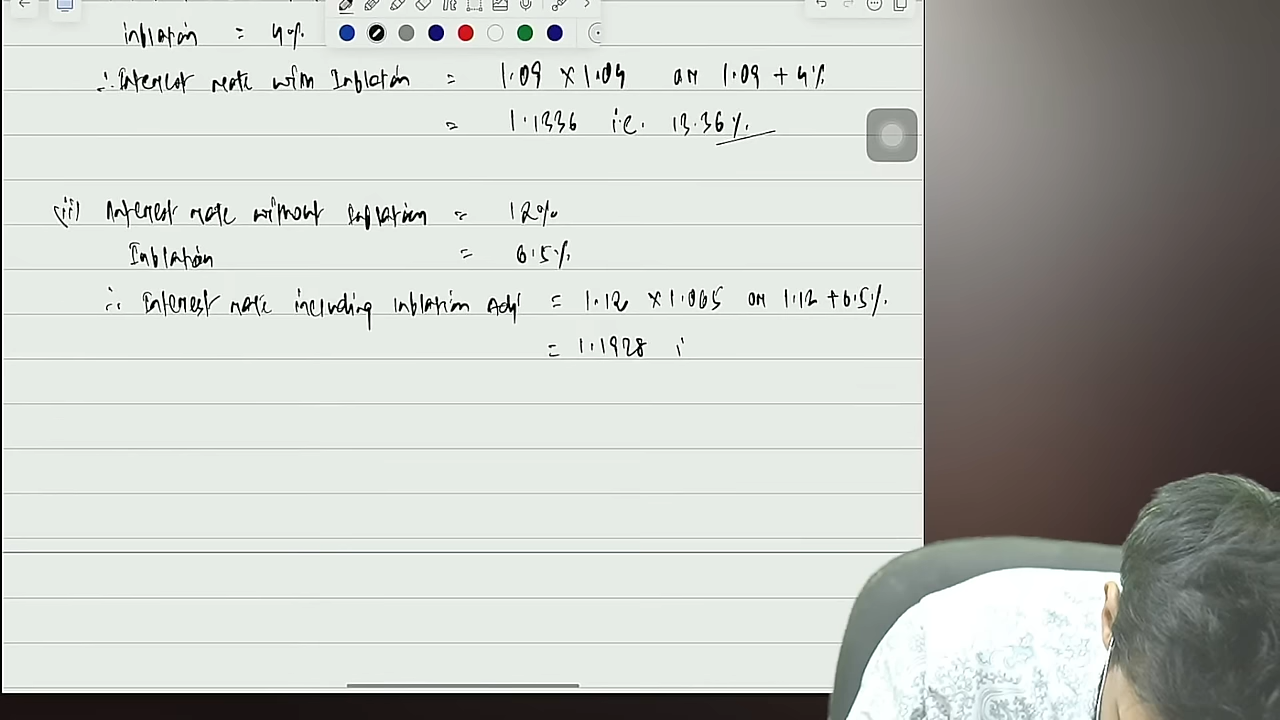 inflation = 4%
∴ Interest rate with Inflation = 1.09 × 1.04 or 1.09 + 4%
= 1.1336 i.e. 13.36%
(ii) Interest rate without Inflation = 12%
Inflation = 6.5%
∴ Interest rate including inflation Adj = 1.12 × 1.065 or 1.12 + 6.5%
= 1.1928 i